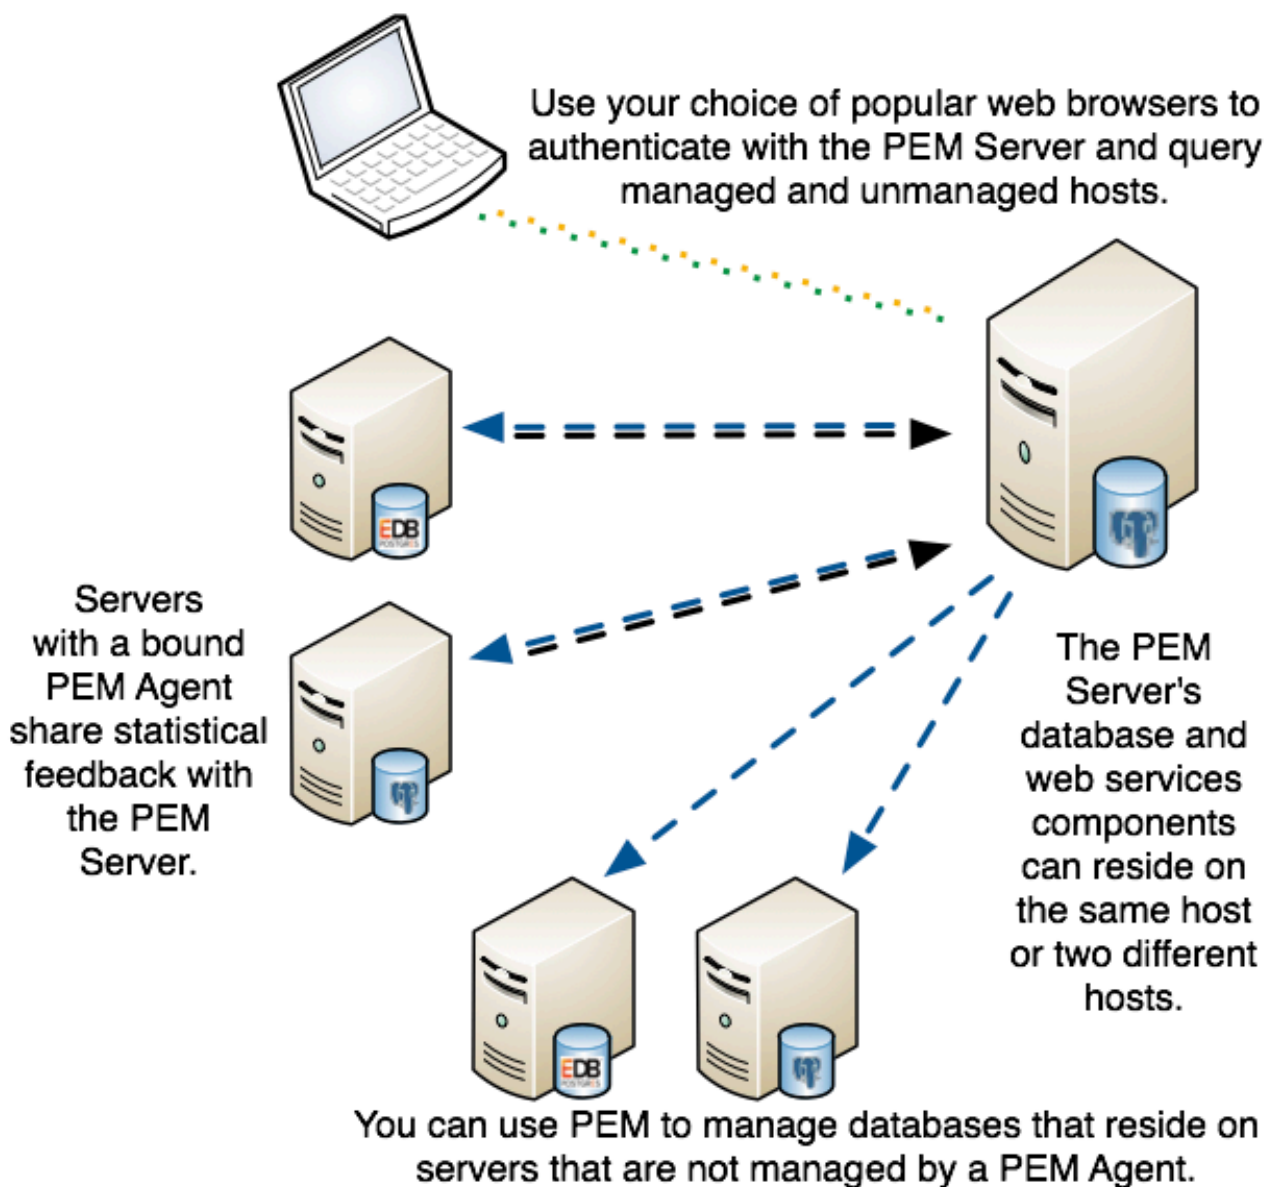 Use your choice of popular web browsers to
authenticate with the PEM Server and query
managed and unmanaged hosts.
EDB
POSTGRES
Servers
with a bound
PEM Agent
share statistical
feedback with
the PEM
Server.
The PEM
Server's
database and
web services
components
can reside on
the same host
or two different
hosts.
EDB
POSTGRES
You can use PEM to manage databases that reside on
servers that are not managed by a PEM Agent.